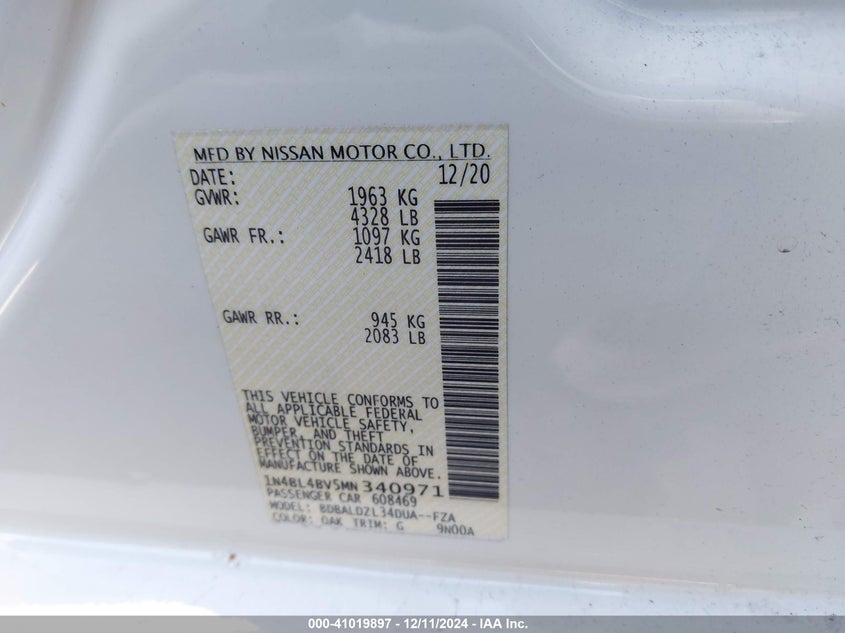 MFD BY NISSAN MOTOR CO., LTD.
DATE: 12/20
GVWR: 1963 KG
4328 LB
GAWR FR.: 1097 KG
2418 LB
GAWR RR.: 945 KG
2083 LB
THIS VEHICLE CONFORMS TO
ALL APPLICABLE FEDERAL
MOTOR VEHICLE SAFETY,
BUMPER, AND THEFT
PREVENTION STANDARDS IN
EFFECT ON THE DATE OF
MANUFACTURE SHOWN ABOVE.
1N4BL4BV5MN340971
PASSENGER CAR 608469
MODEL: BDBALDZL34DUA--FZA
COLOR: QAK TRIM: G 9N00A
000-41019897 - 12/11/2024 - IAA Inc.